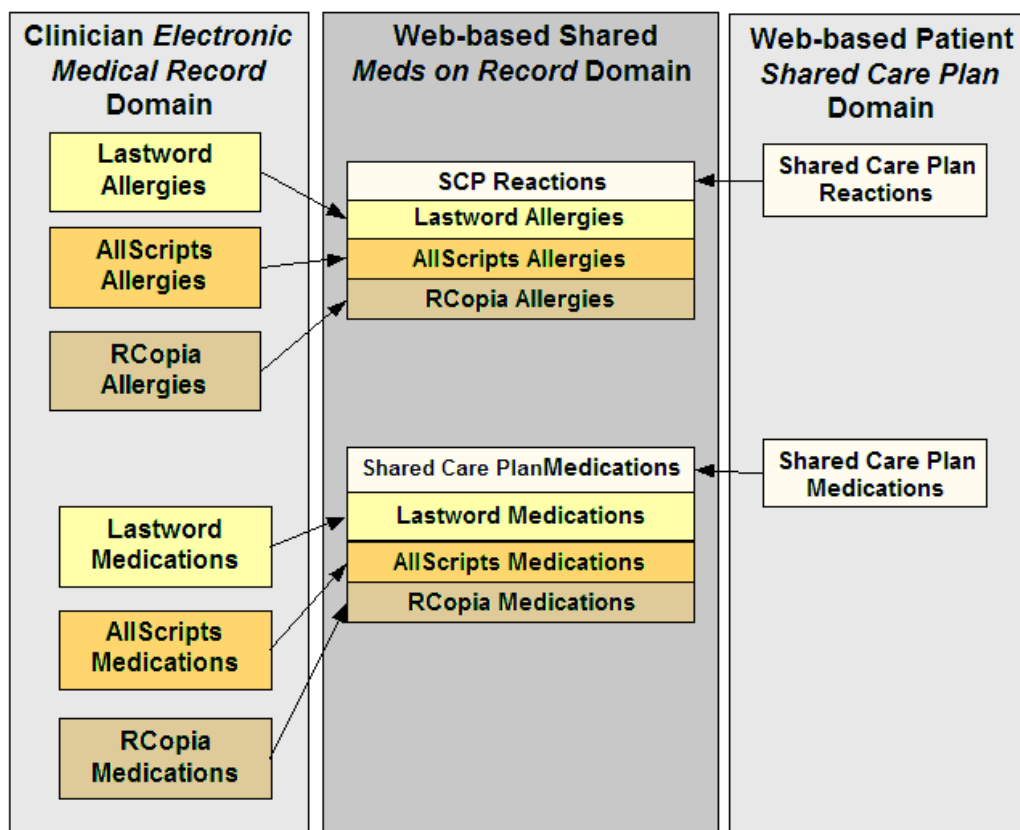 Clinician Electronic
Medical Record
Domain
Lastword
Allergies
AllScripts
Allergies
RCopia
Allergies
Lastword
Medications
AllScripts
Medications
RCopia
Medications
Web-based Shared
Meds on Record Domain
SCP Reactions
Lastword Allergies
AllScripts Allergies
RCopia Allergies
Shared Care PlanMedications
Lastword Medications
AllScripts Medications
RCopia Medications
Web-based Patient
Shared Care Plan
Domain
Shared Care Plan
Reactions
Shared Care Plan
Medications